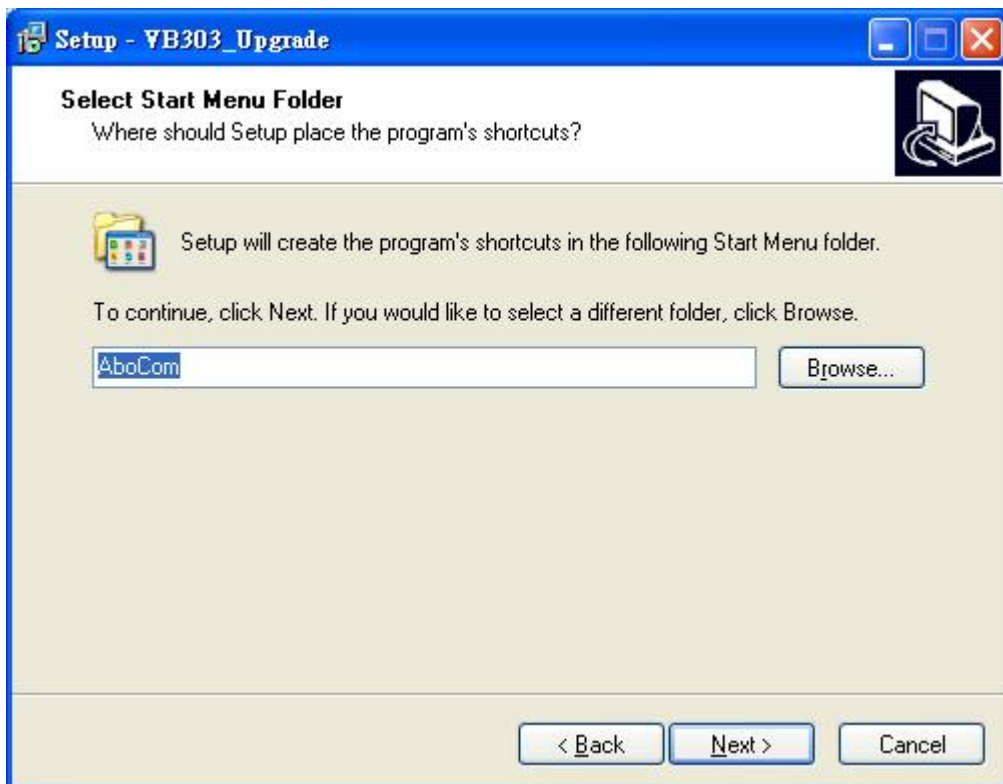 Setup - VB303_Upgrade
Select Start Menu Folder
Where should Setup place the program's shortcuts?
Setup will create the program's shortcuts in the following Start Menu folder.
To continue, click Next. If you would like to select a different folder, click Browse.
AboCom
Browse...
< Back
Next >
Cancel